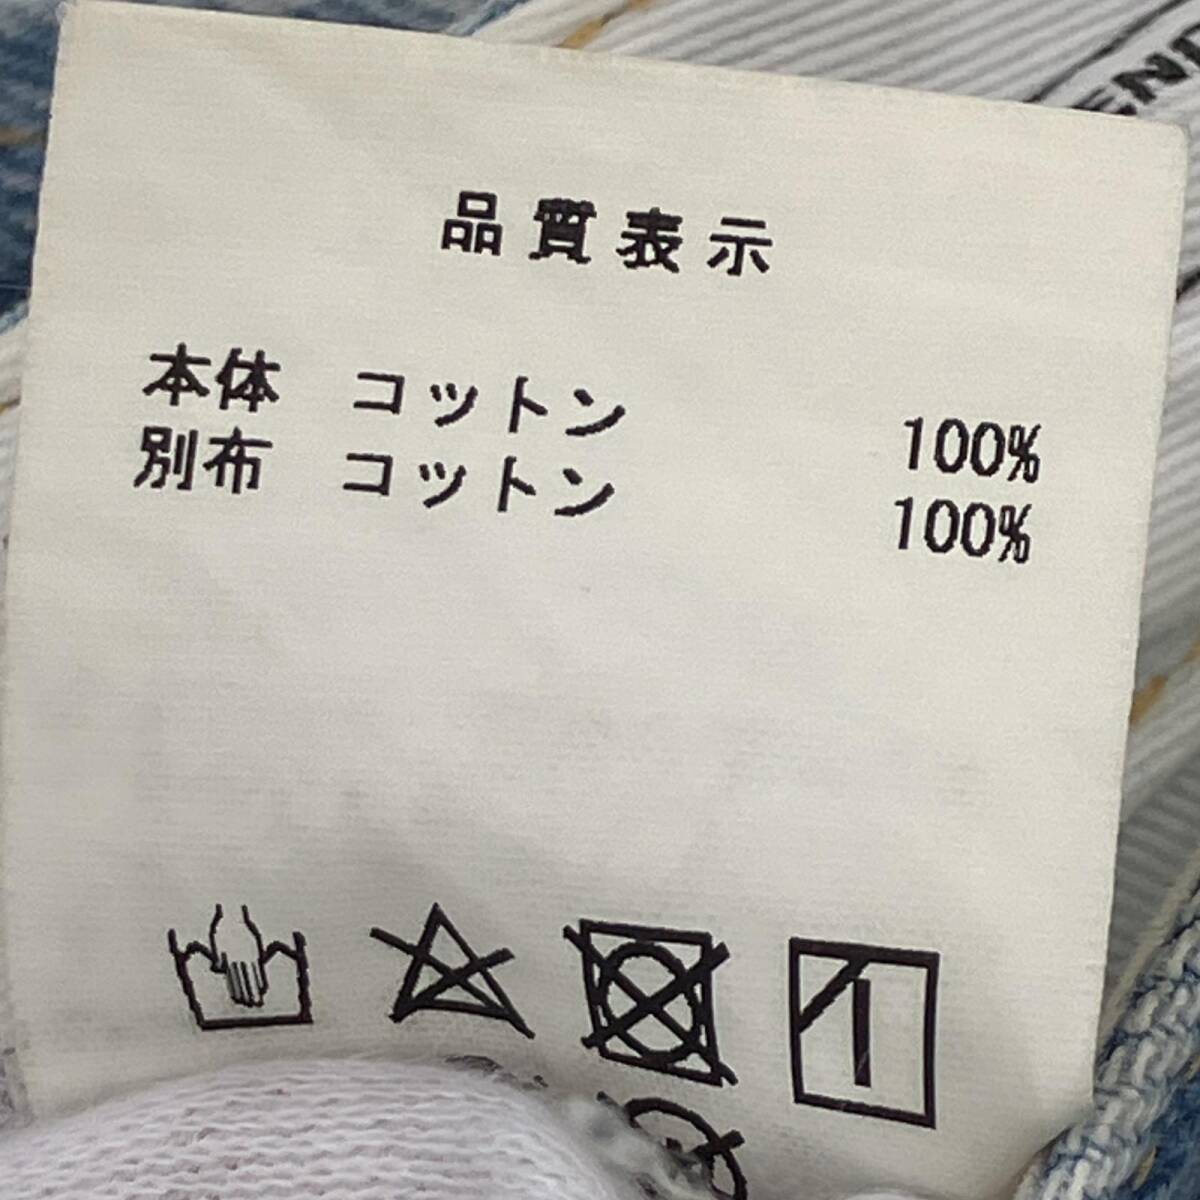 品質表示
本体 コットン 100%
別布 コットン 100%